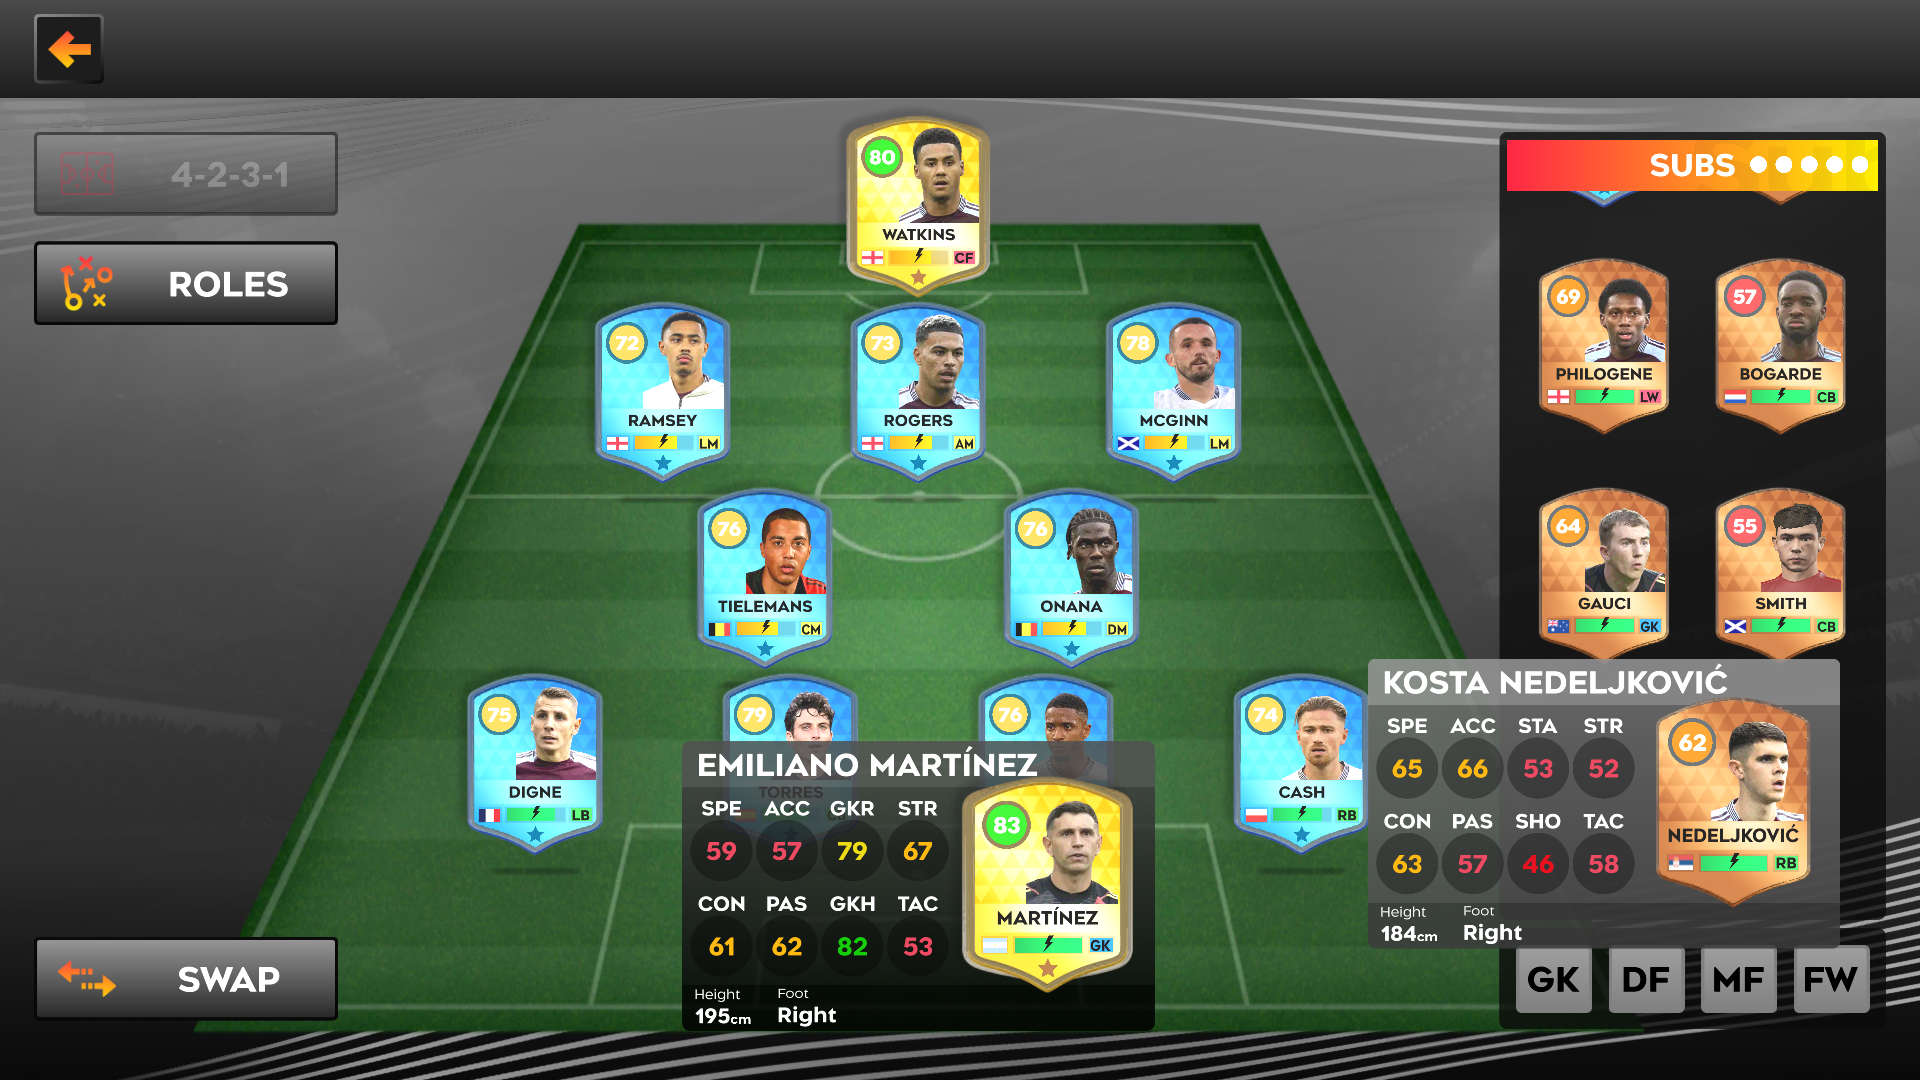 4-2-3-1
ROLES
SWAP
80
WATKINS
CF
72
RAMSEY
LM
73
ROGERS
AM
78
MCGINN
LM
76
TIELEMANS
CM
76
ONANA
DM
75
DIGNE
LB
79
TORRES
76
74
CASH
RB
EMILIANO MARTÍNEZ
SPE ACC GKR STR
59 57 79 67
CON PAS GKH TAC
61 62 82 53
Height
195cm
Foot
Right
83
MARTÍNEZ
GK
SUBS
69
PHILOGENE
LW
57
BOGARDE
CB
64
GAUCI
GK
55
SMITH
CB
KOSTA NEDELJKOVIĆ
SPE ACC STA STR
65 66 53 52
CON PAS SHO TAC
63 57 46 58
Height
184cm
Foot
Right
62
NEDELJKOVIĆ
RB
GK DF MF FW